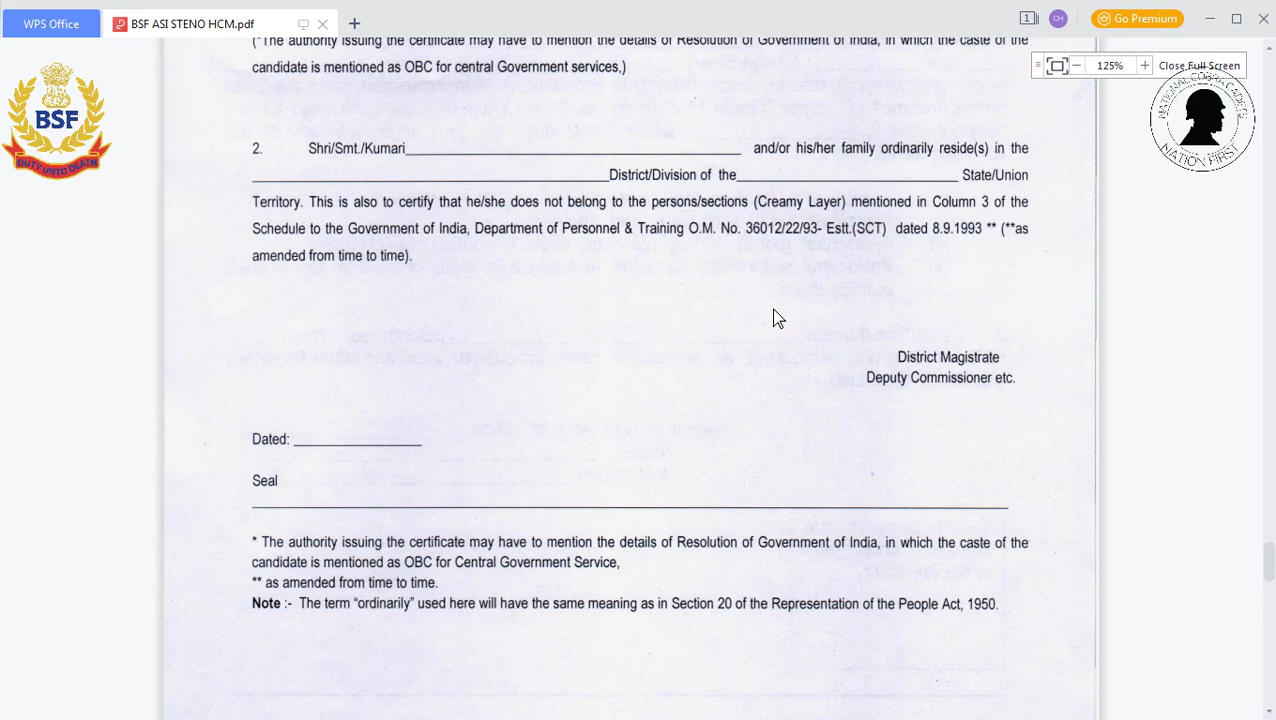 WPS Office
BSF ASI STENO HCM.pdf
1
CH
Go Premium
125%
Close Full Screen
BSF
DUTY UNTO DEATH
NATIONAL COBRA CADETS
NATION FIRST
(*The authority issuing the certificate may have to mention the details of Resolution of Government of India, in which the caste of the
candidate is mentioned as OBC for central Government services,)
2. Shri/Smt./Kumari____________________ and/or his/her family ordinarily reside(s) in the
____________________District/Division of the____________________ State/Union
Territory. This is also to certify that he/she does not belong to the persons/sections (Creamy Layer) mentioned in Column 3 of the
Schedule to the Government of India, Department of Personnel & Training O.M. No. 36012/22/93- Estt.(SCT) dated 8.9.1993 ** (**as
amended from time to time).
District Magistrate
Deputy Commissioner etc.
Dated: ______________
Seal
* The authority issuing the certificate may have to mention the details of Resolution of Government of India, in which the caste of the
candidate is mentioned as OBC for Central Government Service,
** as amended from time to time.
Note :- The term “ordinarily” used here will have the same meaning as in Section 20 of the Representation of the People Act, 1950.